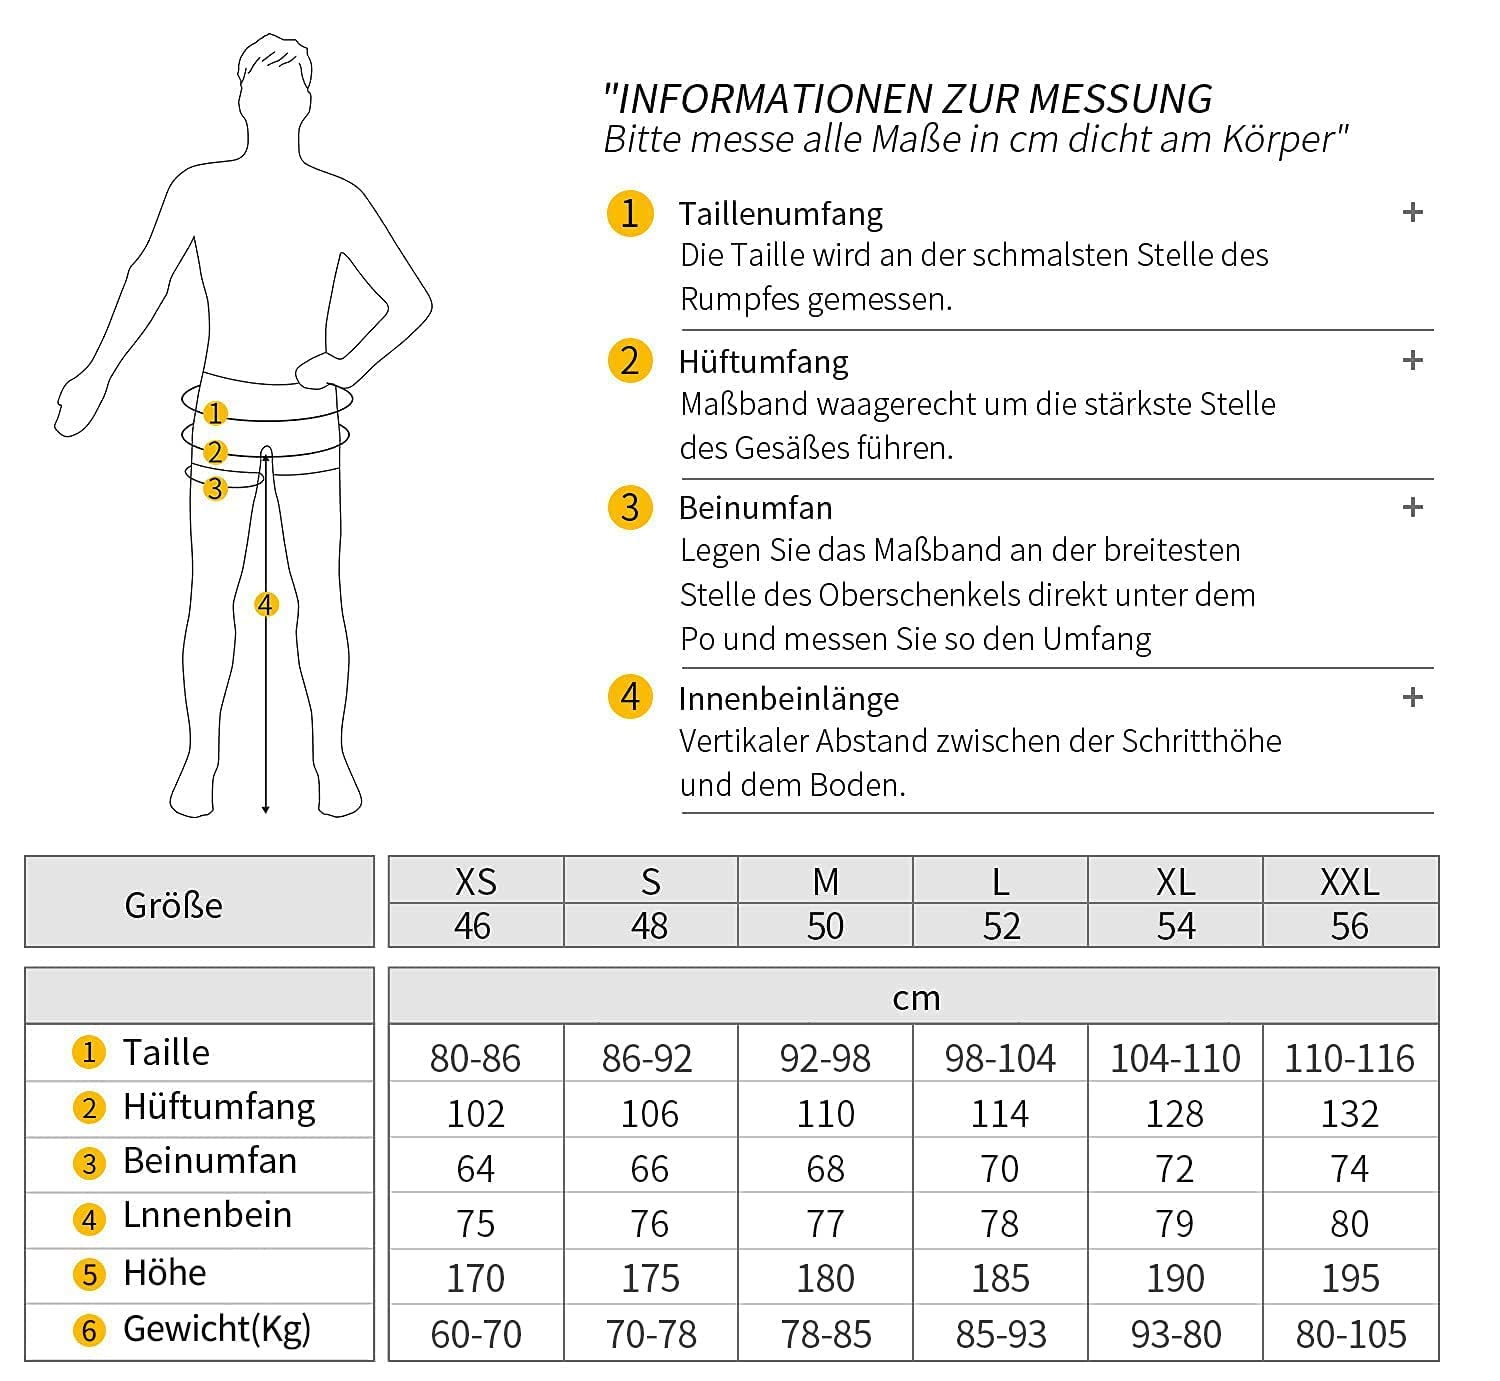 "INFORMATIONEN ZUR MESSUNG
Bitte messe alle Maße in cm dicht am Körper"
1 Taillenumfang +
Die Taille wird an der schmalsten Stelle des
Rumpfes gemessen.
2 Hüftumfang +
Maßband waagerecht um die stärkste Stelle
des Gesäßes führen.
3 Beinumfan +
Legen Sie das Maßband an der breitesten
Stelle des Oberschenkels direkt unter dem
Po und messen Sie so den Umfang
4 Innenbeinlänge +
Vertikaler Abstand zwischen der Schritthöhe
und dem Boden.
1
2
3
4
Größe XS S M L XL XXL
46 48 50 52 54 56
cm
1 Taille 80-86 86-92 92-98 98-104 104-110 110-116
2 Hüftumfang 102 106 110 114 128 132
3 Beinumfan 64 66 68 70 72 74
4 Lnnenbein 75 76 77 78 79 80
5 Höhe 170 175 180 185 190 195
6 Gewicht(Kg) 60-70 70-78 78-85 85-93 93-80 80-105